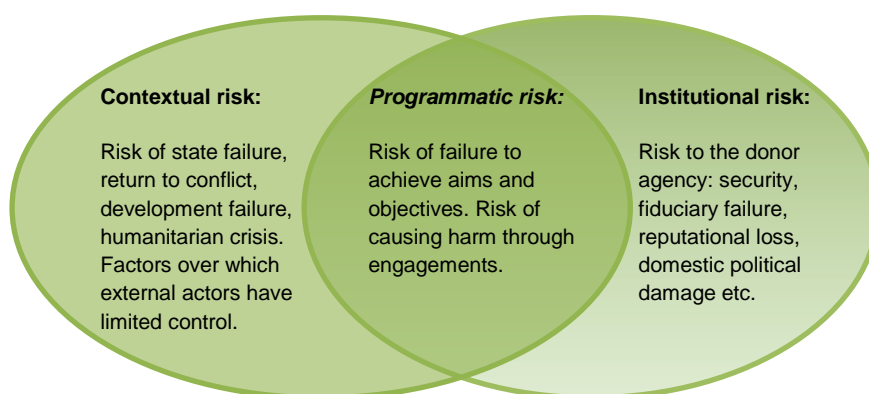 Contextual risk:
Risk of state failure,
return to conflict,
development failure,
humanitarian crisis.
Factors over which
external actors have
limited control.
Programmatic risk:
Risk of failure to
achieve aims and
objectives. Risk of
causing harm through
engagements.
Institutional risk:
Risk to the donor
agency: security,
fiduciary failure,
reputational loss,
domestic political
damage etc.